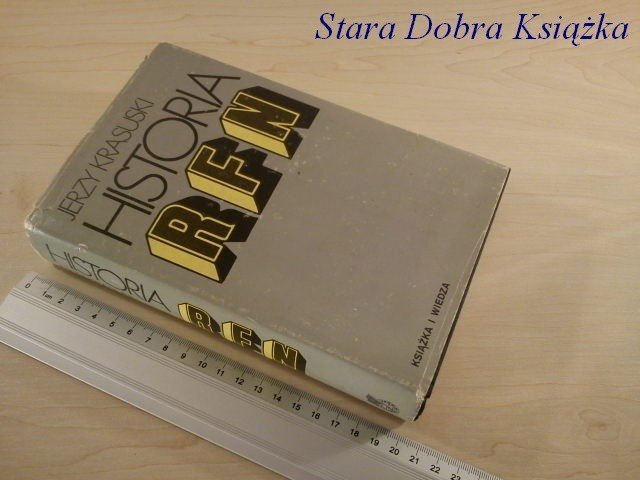 Stara Dobra Książka
JERZY KRASUSKI
HISTORIA
RFN
KSIĄŻKA I WIEDZA
HISTORIA RFN
0 1cm 2 3 4 5 6 7 8 9 10 11 12 13 14 15 16 17 18 19 20 21 22 23